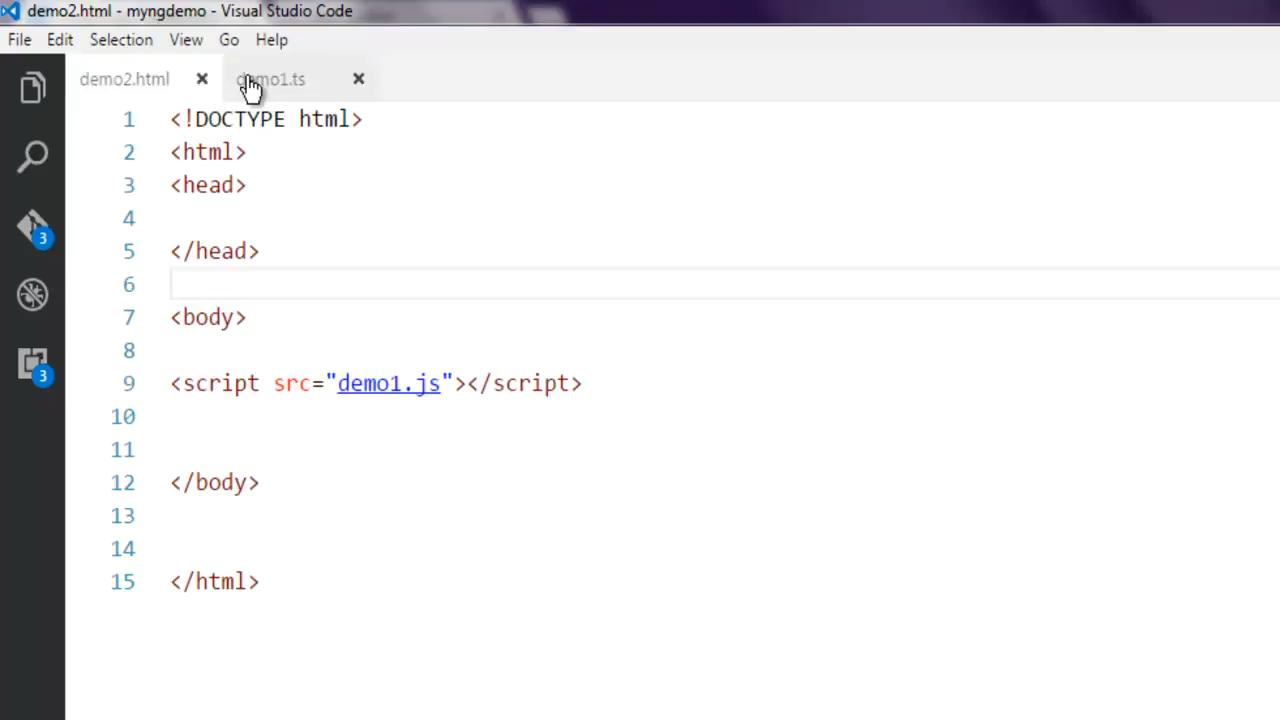 demo2.html - myngdemo - Visual Studio Code
File Edit Selection View Go Help
demo2.html × demo1.ts ×
1 <!DOCTYPE html>
2 <html>
3 <head>
4
5 </head>
6
7 <body>
8
9 <script src="demo1.js"></script>
10
11
12 </body>
13
14
15 </html>
3
3